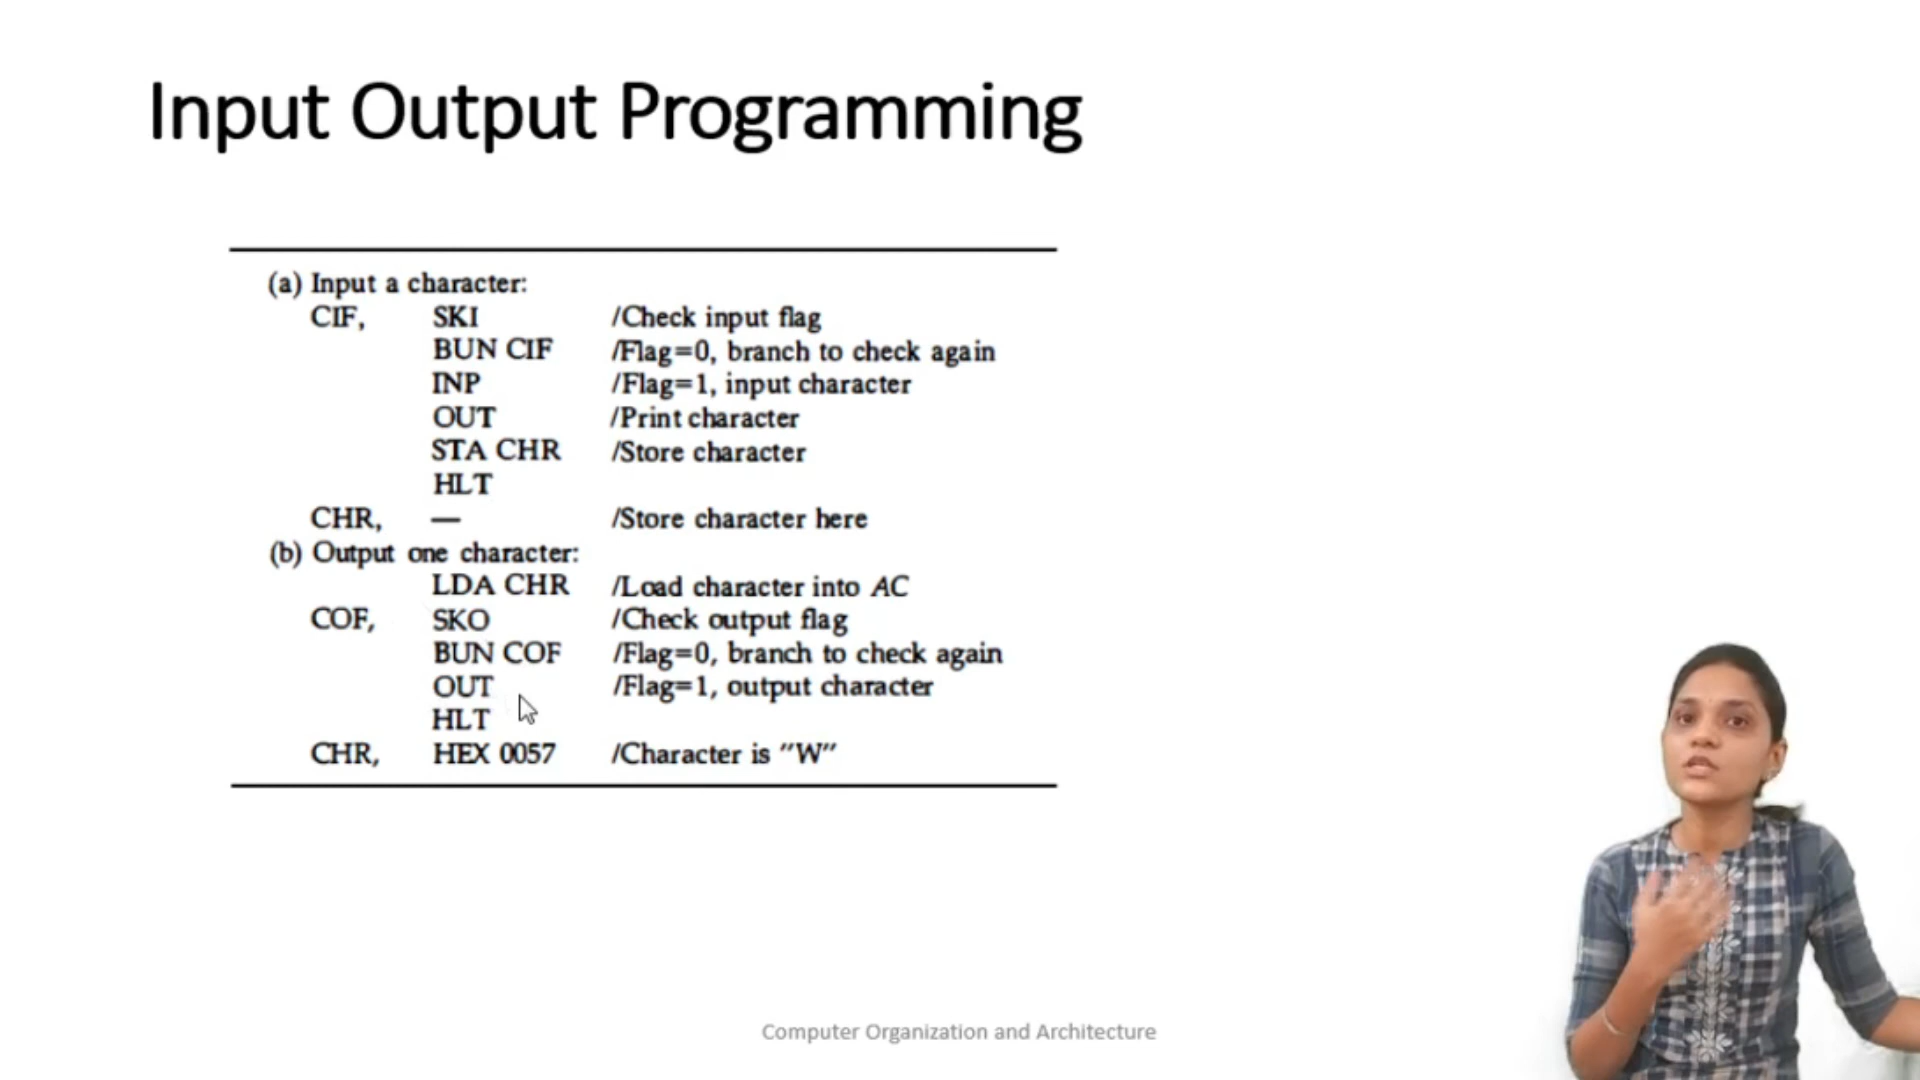 Input Output Programming
(a) Input a character:
CIF, SKI /Check input flag
BUN CIF /Flag=0, branch to check again
INP /Flag=1, input character
OUT /Print character
STA CHR /Store character
HLT
CHR, — /Store character here
(b) Output one character:
LDA CHR /Load character into AC
COF, SKO /Check output flag
BUN COF /Flag=0, branch to check again
OUT /Flag=1, output character
HLT
CHR, HEX 0057 /Character is "W"
Computer Organization and Architecture